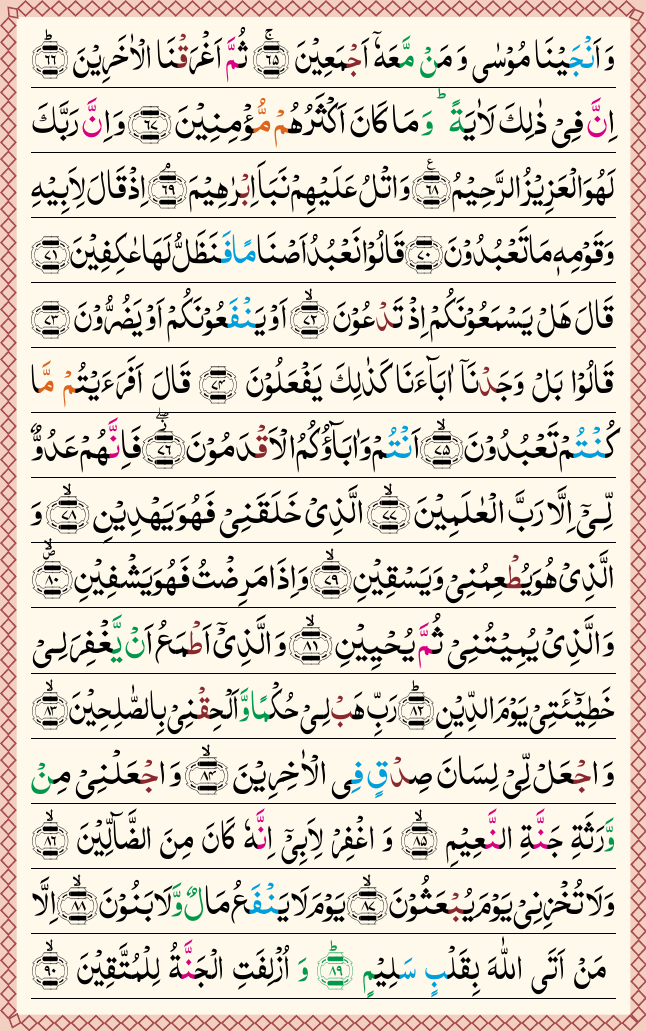 وَ اَنْجَيْنَا مُوْسٰى وَ مَنْ مَّعَهٗۤ اَجْمَعِيْنَ ۚ‏ ﴿۶۵﴾ ثُمَّ اَغْرَقْنَا الْاٰخَرِيْنَ ؕ‏ ﴿۶۶﴾
اِنَّ فِىْ ذٰ لِكَ لَاٰيَةً ‌ ؕ وَ مَا كَانَ اَكْثَرُهُمْ مُّؤْمِنِيْنَ‏ ﴿۶۷﴾ وَاِنَّ رَبَّكَ
لَهُوَ الْعَزِيْزُ الرَّحِيْمُ‏ ﴿۶۸﴾ ࣖ وَاتْلُ عَلَيْهِمْ نَبَاَ اِبْرٰهِيْمَ‌ۘ‏ ﴿۶۹﴾ اِذْ قَالَ لِاَبِيْهِ
وَقَوْمِهٖ مَا تَعْبُدُوْنَ‏ ﴿۷۰﴾ قَالُوْا نَعْبُدُ اَصْنَامًا فَنَظَلُّ لَهَا عٰكِفِيْنَ‏ ﴿۷۱﴾
قَالَ هَلْ يَسْمَعُوْنَكُمْ اِذْ تَدْعُوْنَۙ‏ ﴿۷۲﴾ اَوْ يَنْفَعُوْنَكُمْ اَوْ يَضُرُّوْنَ‏ ﴿۷۳﴾
قَالُوْا بَلْ وَجَدْنَاۤ اٰبَآءَنَا كَذٰلِكَ يَفْعَلُوْنَ‏ ﴿۷۴﴾ قَالَ اَفَرَءَيْتُمْ مَّا
كُنْتُمْ تَعْبُدُوْنَۙ‏ ﴿۷۵﴾ اَنْتُمْ وَاٰبَآؤُكُمُ الْاَقْدَمُوْنَ ‏ ﴿۷۶﴾ فَاِنَّهُمْ عَدُوٌّ
لِّىْۤ اِلَّا رَبَّ الْعٰلَمِيْنَۙ‏ ﴿۷۷﴾ الَّذِىْ خَلَقَنِىْ فَهُوَ يَهْدِيْنِۙ‏ ﴿۷۸﴾ وَ
الَّذِىْ هُوَ يُطْعِمُنِىْ وَيَسْقِيْنِۙ‏ ﴿۷۹﴾ وَاِذَا مَرِضْتُ فَهُوَ يَشْفِيْنِ ۙ‏ ﴿۸۰﴾
وَالَّذِىْ يُمِيْتُنِىْ ثُمَّ يُحْيِيْنِۙ‏ ﴿۸۱﴾ وَالَّذِىْۤ اَطْمَعُ اَنْ يَّغْفِرَ لِىْ
خَطِيْٓئَتِىْ يَوْمَ الدِّيْنِؕ‏ ﴿۸۲﴾ رَبِّ هَبْ لِىْ حُكْمًا وَّاَلْحِقْنِىْ بِالصّٰلِحِيْنَۙ‏ ﴿۸۳﴾
وَاجْعَلْ لِّىْ لِسَانَ صِدْقٍ فِى الْاٰخِرِيْنَۙ‏ ﴿۸۴﴾ وَاجْعَلْنِىْ مِنْ
وَّرَثَةِ جَنَّةِ النَّعِيْمِۙ‏ ﴿۸۵﴾ وَ اغْفِرْ لِاَبِىْۤ اِنَّهٗ كَانَ مِنَ الضَّآلِّيْنَۙ‏ ﴿۸۶﴾
وَلَا تُخْزِنِىْ يَوْمَ يُبْعَثُوْنَۙ‏ ﴿۸۷﴾ يَوْمَ لَا يَنْفَعُ مَالٌ وَّلَا بَنُوْنَۙ‏ ﴿۸۸﴾ اِلَّا
مَنْ اَتَى اللّٰهَ بِقَلْبٍ سَلِيْمٍؕ‏ ﴿۸۹﴾ وَ اُزْلِفَتِ الْجَنَّةُ لِلْمُتَّقِيْنَۙ‏ ﴿۹۰﴾